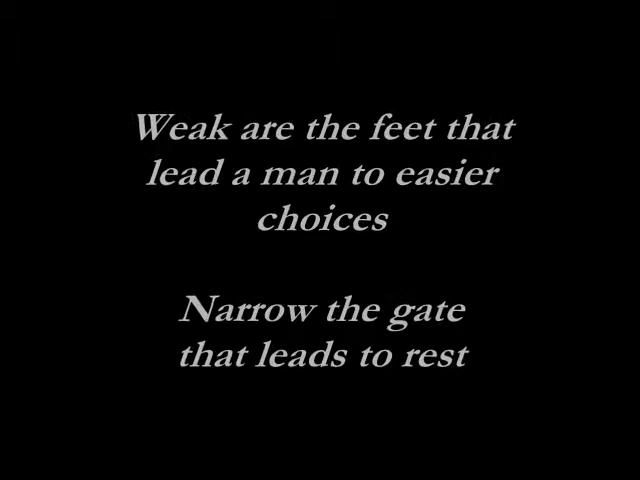 Weak are the feet that
lead a man to easier
choices
Narrow the gate
that leads to rest